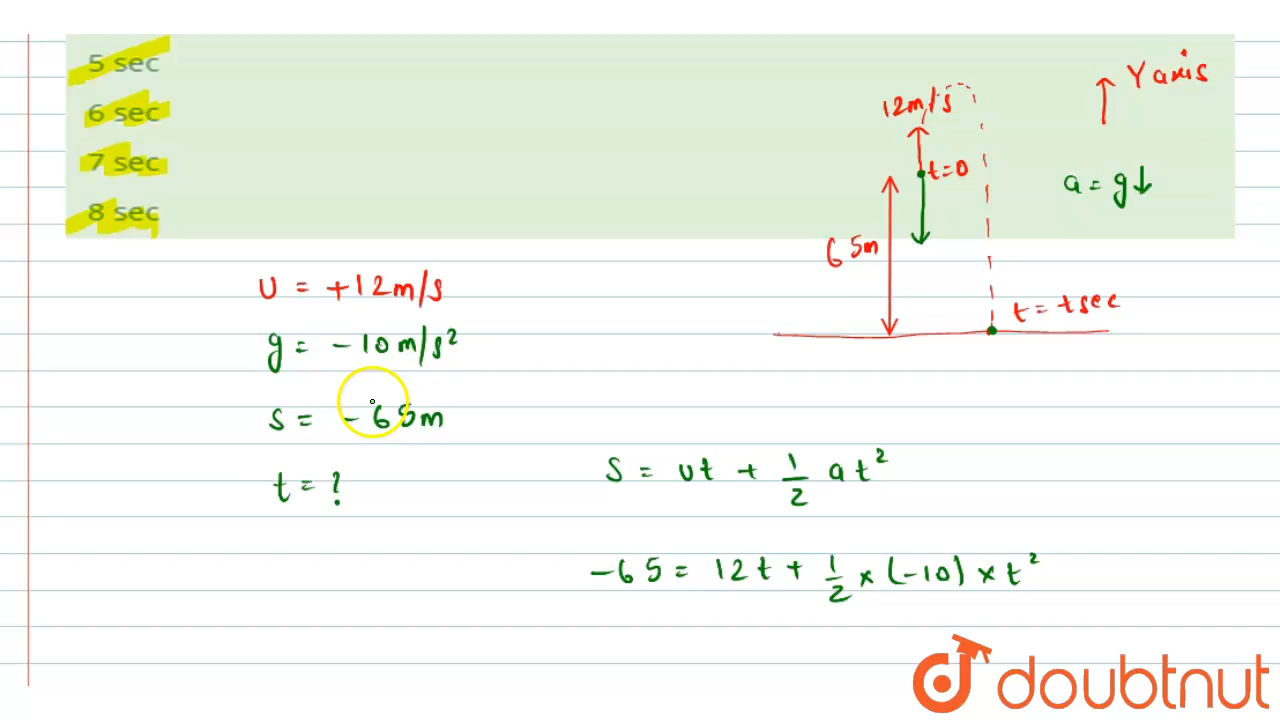 5 sec
6 sec
7 sec
8 sec
12m/s
Y axis
t=0
a = g↓
65m
t = t sec
u = +12m/s
g = -10m/s²
s = -65m
t = ?
s = ut + 1/2 at²
-65 = 12t + 1/2 × (-10) × t²
doubtnut